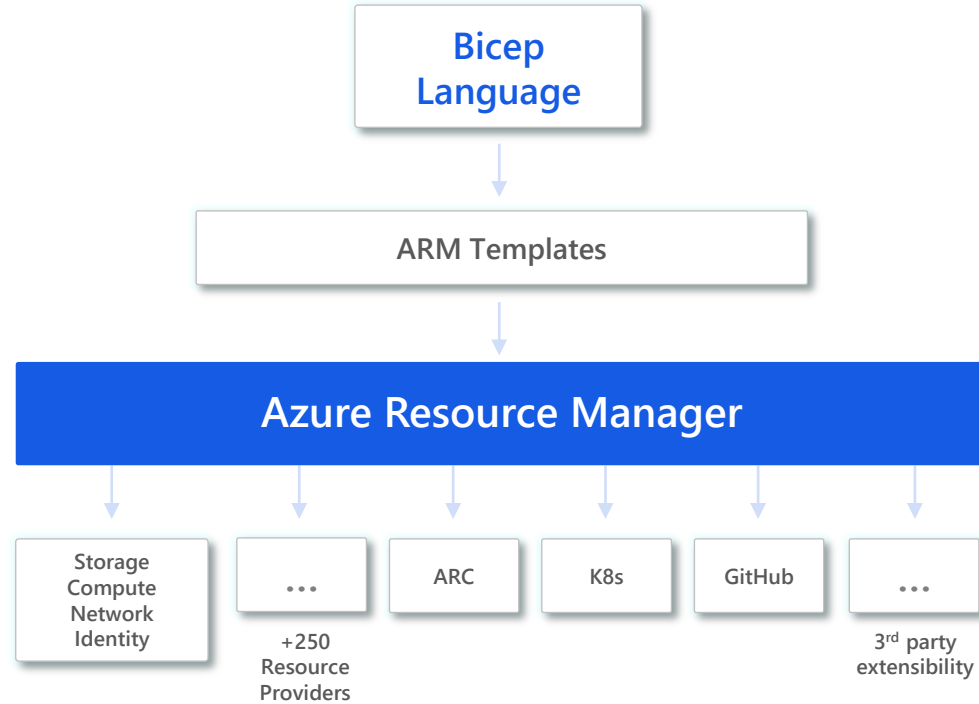 Bicep
Language
ARM Templates
Azure Resource Manager
Storage
Compute
Network
Identity
...
ARC
K8s
GitHub
...
+250
Resource
Providers
3rd party
extensibility